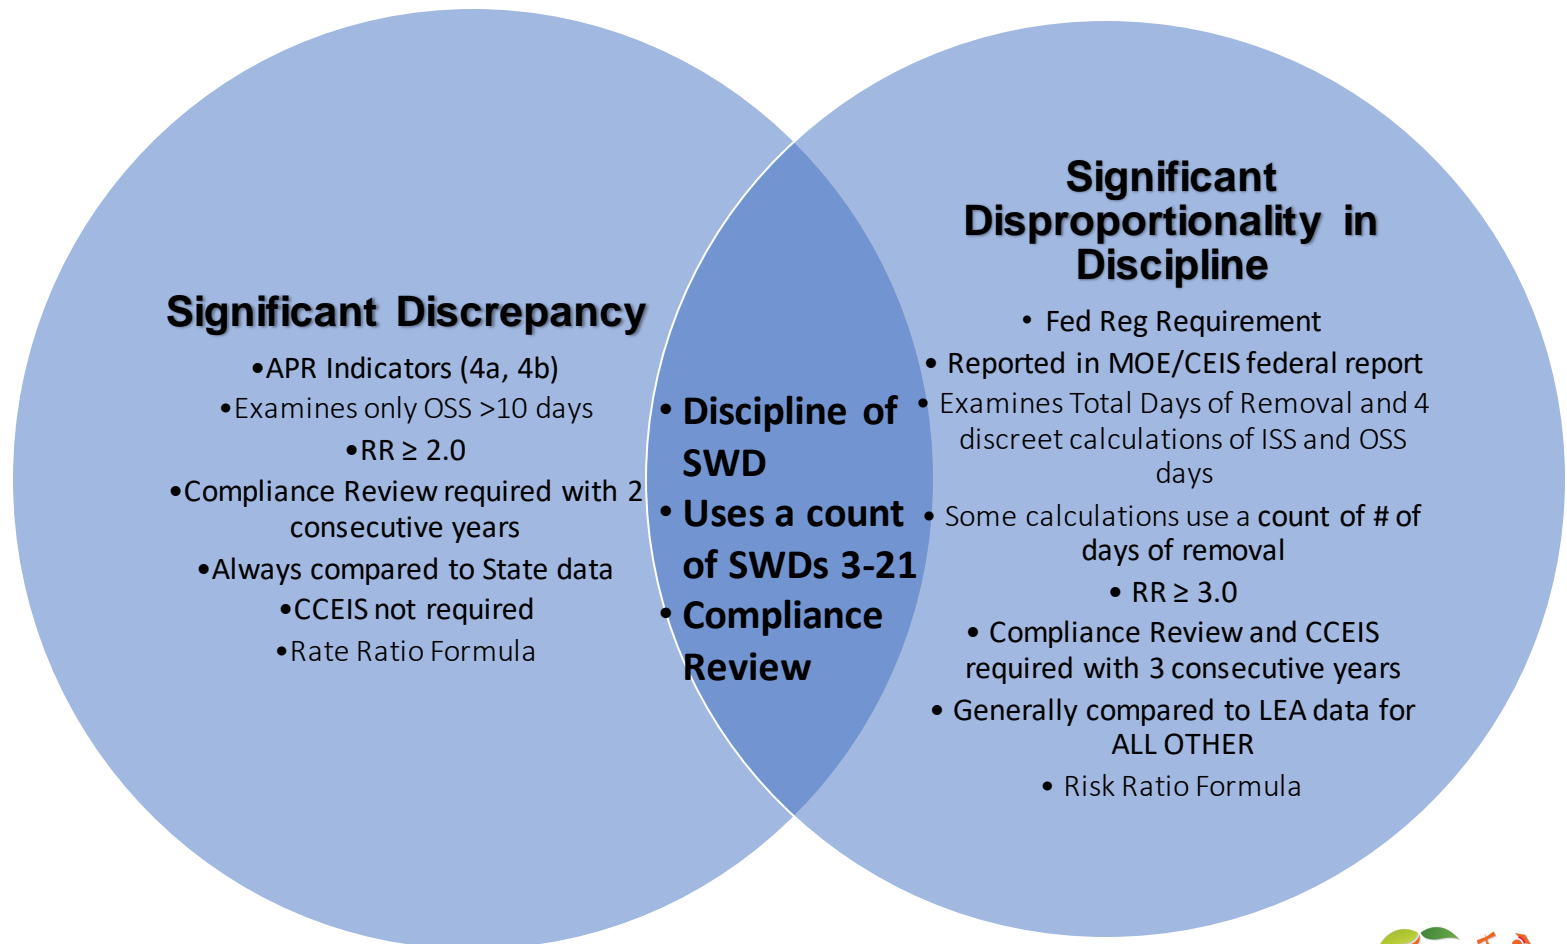 Significant Discrepancy
•APR Indicators (4a, 4b)
•Examines only OSS >10 days
•RR ≥ 2.0
•Compliance Review required with 2
consecutive years
•Always compared to State data
•CCEIS not required
•Rate Ratio Formula
• Discipline of
SWD
• Uses a count
of SWDs 3-21
• Compliance
Review
Significant
Disproportionality in
Discipline
• Fed Reg Requirement
• Reported in MOE/CEIS federal report
• Examines Total Days of Removal and 4
discreet calculations of ISS and OSS
days
• Some calculations use a count of # of
days of removal
• RR ≥ 3.0
• Compliance Review and CCEIS
required with 3 consecutive years
• Generally compared to LEA data for
ALL OTHER
• Risk Ratio Formula